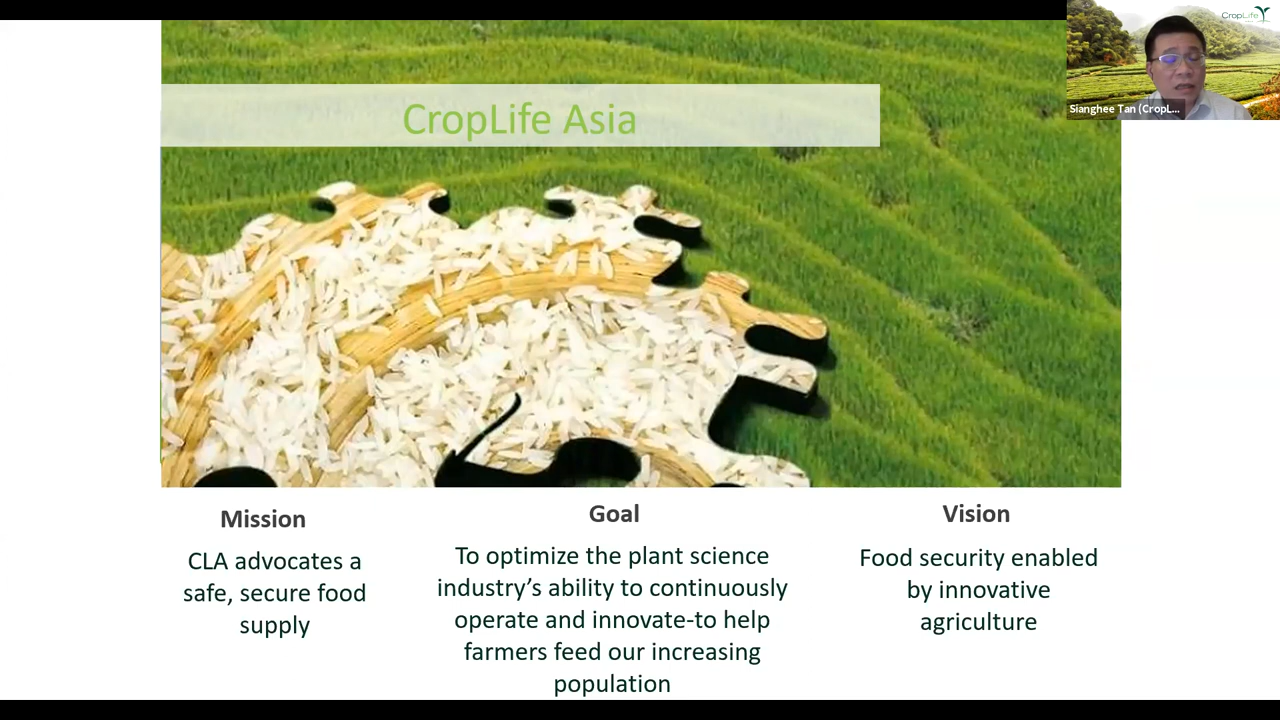 CropLife Asia
CropLife
Sianghee Tan (CropL...
Mission
CLA advocates a
safe, secure food
supply
Goal
To optimize the plant science
industry’s ability to continuously
operate and innovate-to help
farmers feed our increasing
population
Vision
Food security enabled
by innovative
agriculture